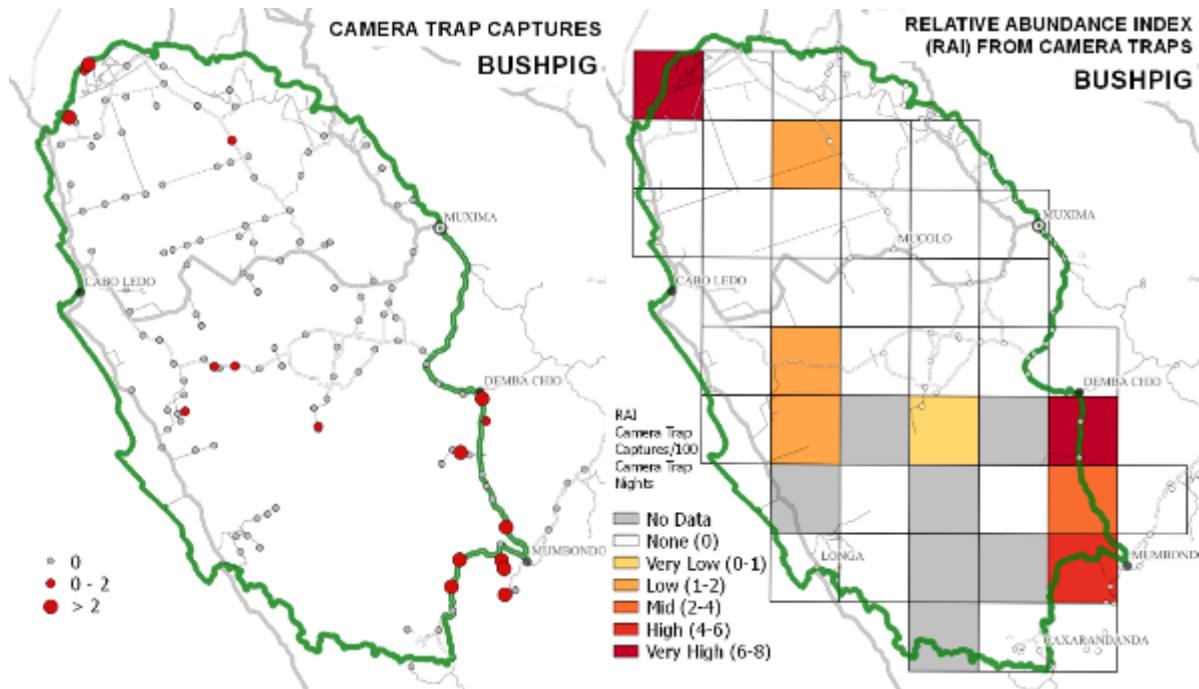 CAMERA TRAP CAPTURES
BUSHPIG
MUXIMA
CABO LEDO
DEMBA CHIO
MUMBONDO
0
0 - 2
> 2
RELATIVE ABUNDANCE INDEX
(RAI) FROM CAMERA TRAPS
BUSHPIG
MUXIMA
MUCOLO
CABO LEDO
DEMBA CHIO
RAI
Camera Trap
Captures/100
Camera Trap
Nights
No Data
None (0)
Very Low (0-1)
Low (1-2)
Mid (2-4)
High (4-6)
Very High (6-8)
LONGA
MUMBONDO
CAXARANDANDA